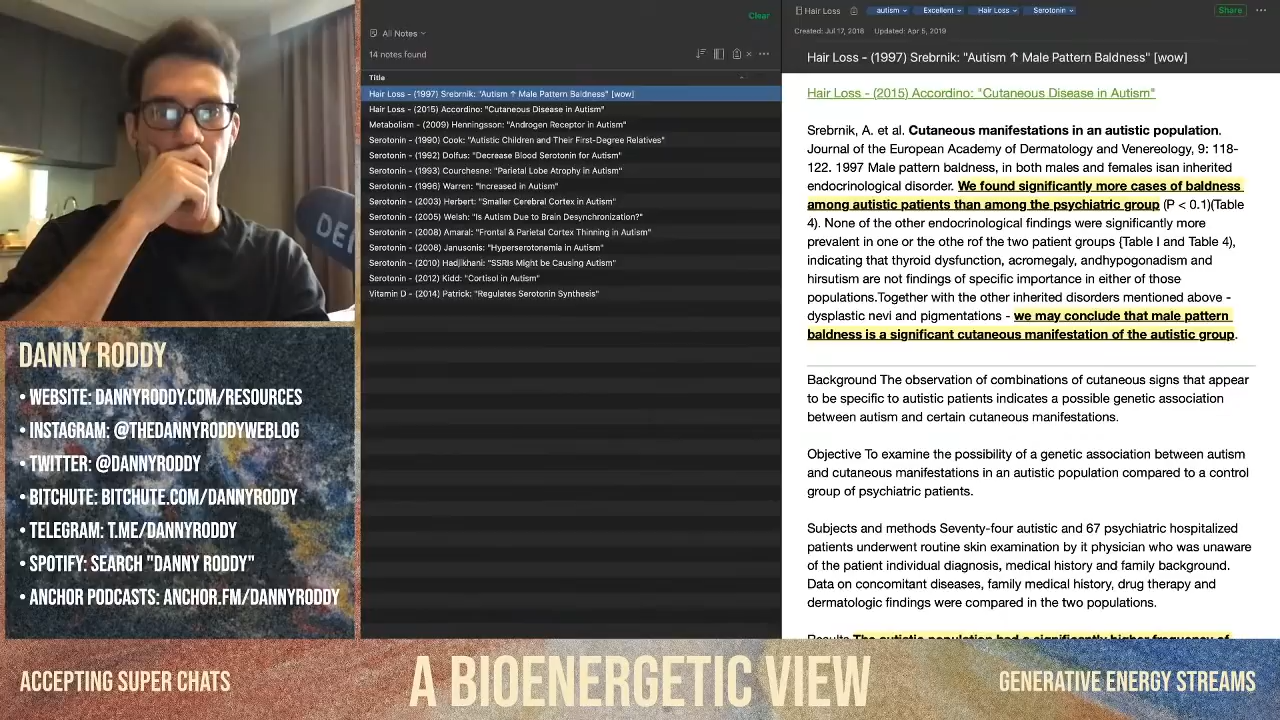 DEI
DANNY RODDY
• WEBSITE: DANNYRODDY.COM/RESOURCES
• INSTAGRAM: @THEDANNYRODDYWEBLOG
• TWITTER: @DANNYRODDY
• BITCHUTE: BITCHUTE.COM/DANNYRODDY
• TELEGRAM: T.ME/DANNYRODDY
• SPOTIFY: SEARCH "DANNY RODDY"
• ANCHOR PODCASTS: ANCHOR.FM/DANNYRODDY
Clear
All Notes
14 notes found
Title
Hair Loss - (1997) Srebrnik: "Autism ↑ Male Pattern Baldness" [wow]
Hair Loss - (2015) Accordino: "Cutaneous Disease in Autism"
Metabolism - (2009) Henningsson: "Androgen Receptor in Autism"
Serotonin - (1990) Cook: "Autistic Children and Their First-Degree Relatives"
Serotonin - (1992) Dolfus: "Decrease Blood Serotonin for Autism"
Serotonin - (1993) Courchesne: "Parietal Lobe Atrophy in Autism"
Serotonin - (1996) Warren: "Increased in Autism"
Serotonin - (2003) Herbert: "Smaller Cerebral Cortex in Autism"
Serotonin - (2005) Welsh: "Is Autism Due to Brain Desynchronization?"
Serotonin - (2008) Amaral: "Frontal & Parietal Cortex Thinning in Autism"
Serotonin - (2008) Janusonis: "Hyperserotonemia in Autism"
Serotonin - (2010) Hadjikhani: "SSRIs Might be Causing Autism"
Serotonin - (2012) Kidd: "Cortisol in Autism"
Vitamin D - (2014) Patrick: "Regulates Serotonin Synthesis"
Hair Loss autism Excellent Hair Loss Serotonin Share
Created: Jul 17, 2018 Updated: Apr 5, 2019
Hair Loss - (1997) Srebrnik: "Autism ↑ Male Pattern Baldness" [wow]
Hair Loss - (2015) Accordino: "Cutaneous Disease in Autism"
Srebrnik, A. et al. Cutaneous manifestations in an autistic population.
Journal of the European Academy of Dermatology and Venereology, 9: 118-
122. 1997 Male pattern baldness, in both males and females isan inherited
endocrinological disorder. We found significantly more cases of baldness
among autistic patients than among the psychiatric group (P < 0.1)(Table
4). None of the other endocrinological findings were significantly more
prevalent in one or the othe rof the two patient groups {Table I and Table 4),
indicating that thyroid dysfunction, acromegaly, andhypogonadism and
hirsutism are not findings of specific importance in either of those
populations.Together with the other inherited disorders mentioned above -
dysplastic nevi and pigmentations - we may conclude that male pattern
baldness is a significant cutaneous manifestation of the autistic group.
Background The observation of combinations of cutaneous signs that appear
to be specific to autistic patients indicates a possible genetic association
between autism and certain cutaneous manifestations.
Objective To examine the possibility of a genetic association between autism
and cutaneous manifestations in an autistic population compared to a control
group of psychiatric patients.
Subjects and methods Seventy-four autistic and 67 psychiatric hospitalized
patients underwent routine skin examination by it physician who was unaware
of the patient individual diagnosis, medical history and family background.
Data on concomitant diseases, family medical history, drug therapy and
dermatologic findings were compared in the two populations.
Results The autistic population had a significantly higher frequency of
ACCEPTING SUPER CHATS
A BIOENERGETIC VIEW
GENERATIVE ENERGY STREAMS